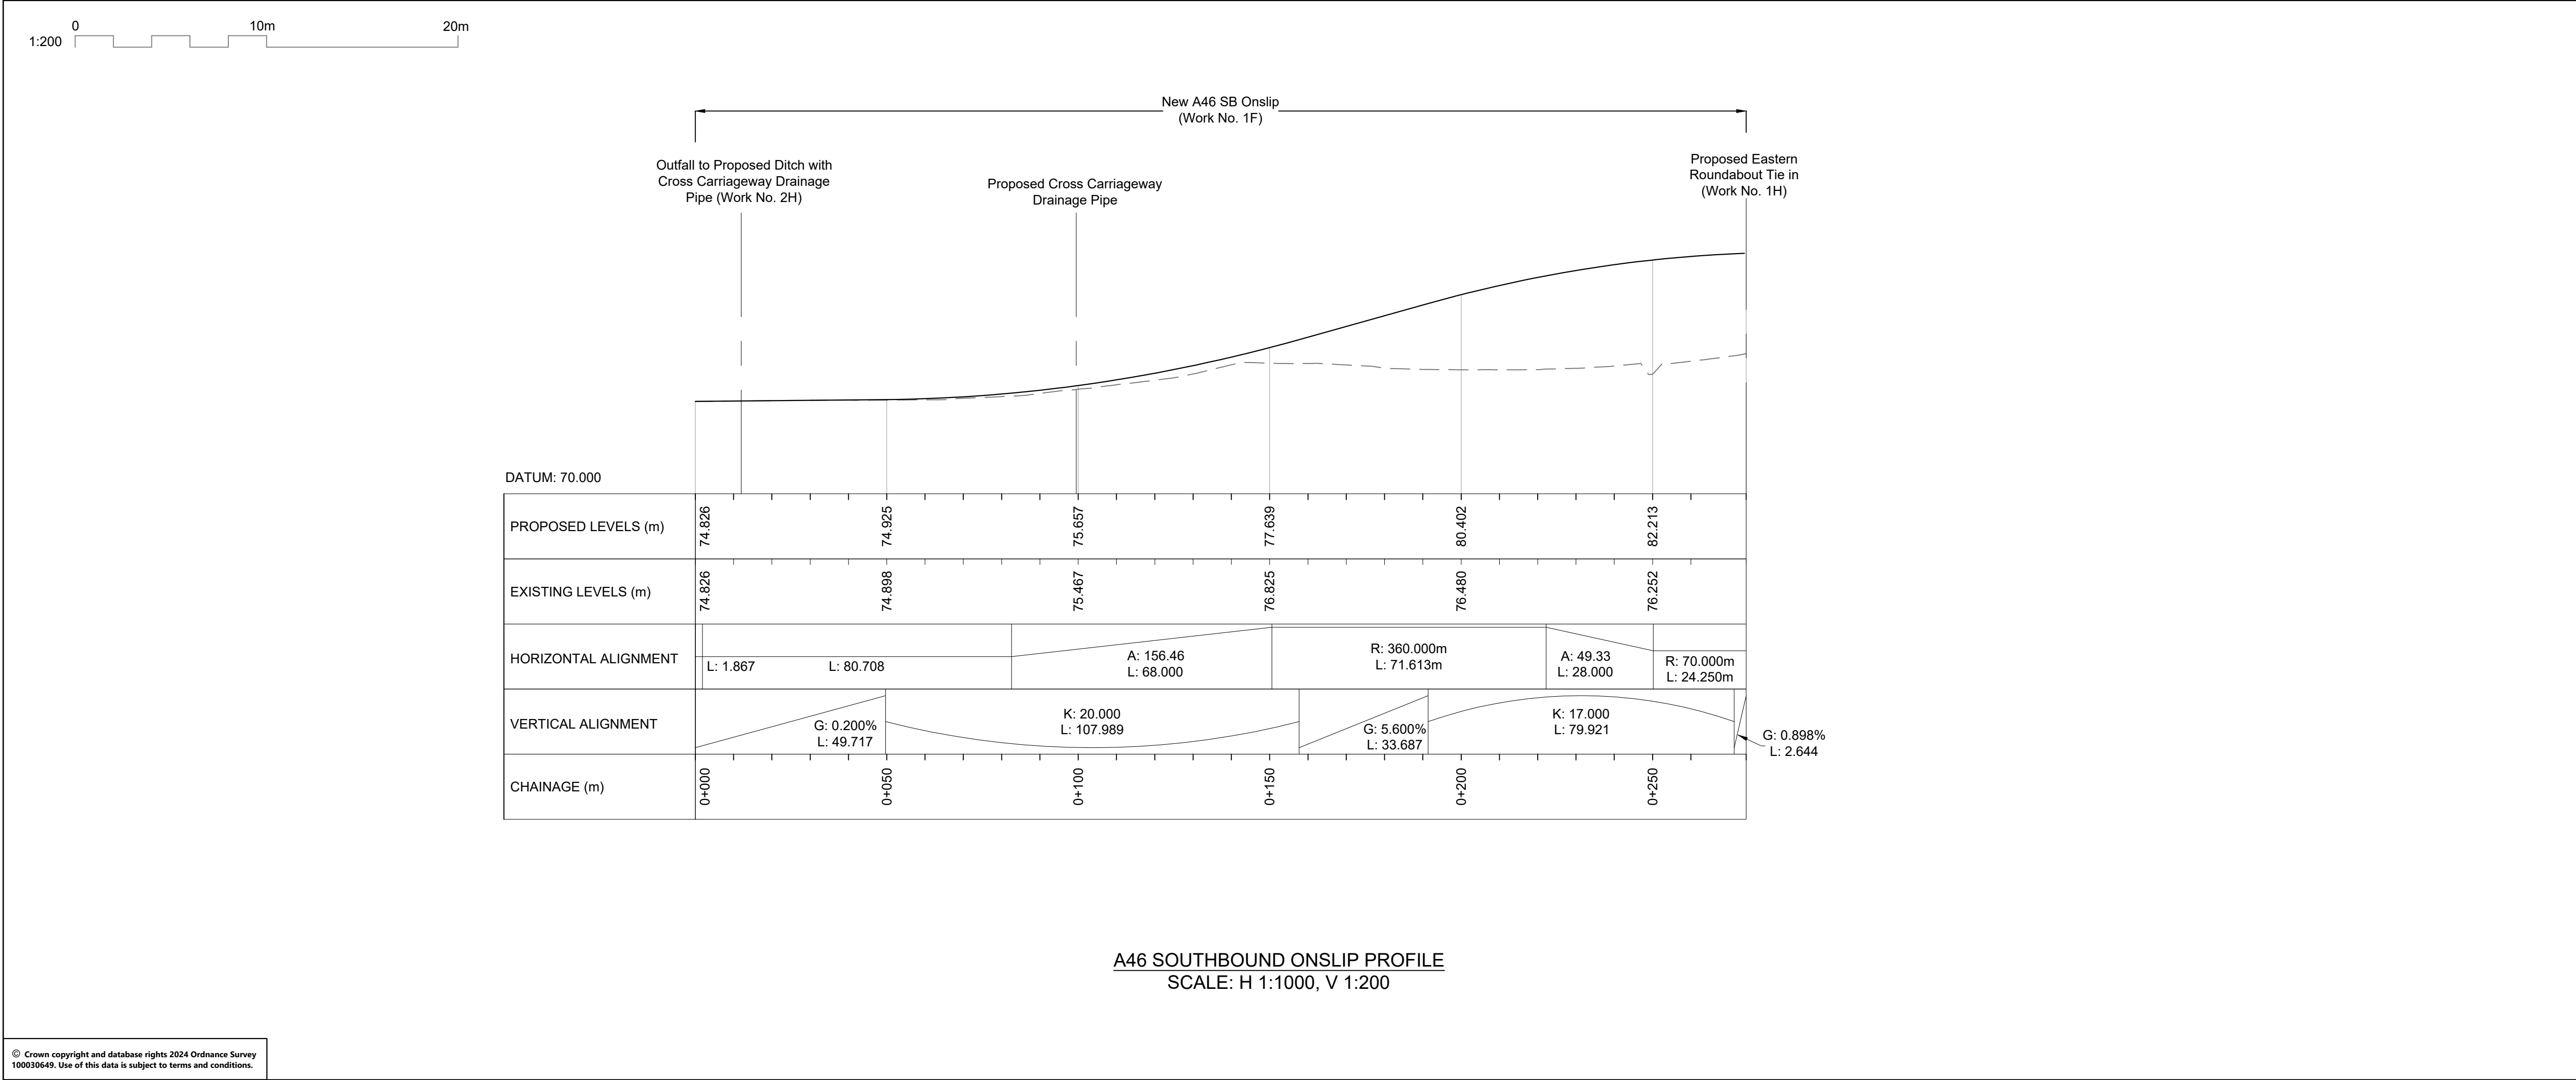 0 10m 20m
1:200
New A46 SB Onslip
(Work No. 1F)
Outfall to Proposed Ditch with
Cross Carriageway Drainage
Pipe (Work No. 2H)
Proposed Cross Carriageway
Drainage Pipe
Proposed Eastern
Roundabout Tie in
(Work No. 1H)
DATUM: 70.000
PROPOSED LEVELS (m) 74.826 74.925 75.657 77.639 80.402 82.213
EXISTING LEVELS (m) 74.826 74.898 75.467 76.825 76.480 76.252
HORIZONTAL ALIGNMENT
L: 1.867
L: 80.708
A: 156.46
L: 68.000
R: 360.000m
L: 71.613m
A: 49.33
L: 28.000
R: 70.000m
L: 24.250m
VERTICAL ALIGNMENT
G: 0.200%
L: 49.717
K: 20.000
L: 107.989
G: 5.600%
L: 33.687
K: 17.000
L: 79.921
G: 0.898%
L: 2.644
CHAINAGE (m) 0+000 0+050 0+100 0+150 0+200 0+250
A46 SOUTHBOUND ONSLIP PROFILE
SCALE: H 1:1000, V 1:200
© Crown copyright and database rights 2024 Ordnance Survey
100030649. Use of this data is subject to terms and conditions.